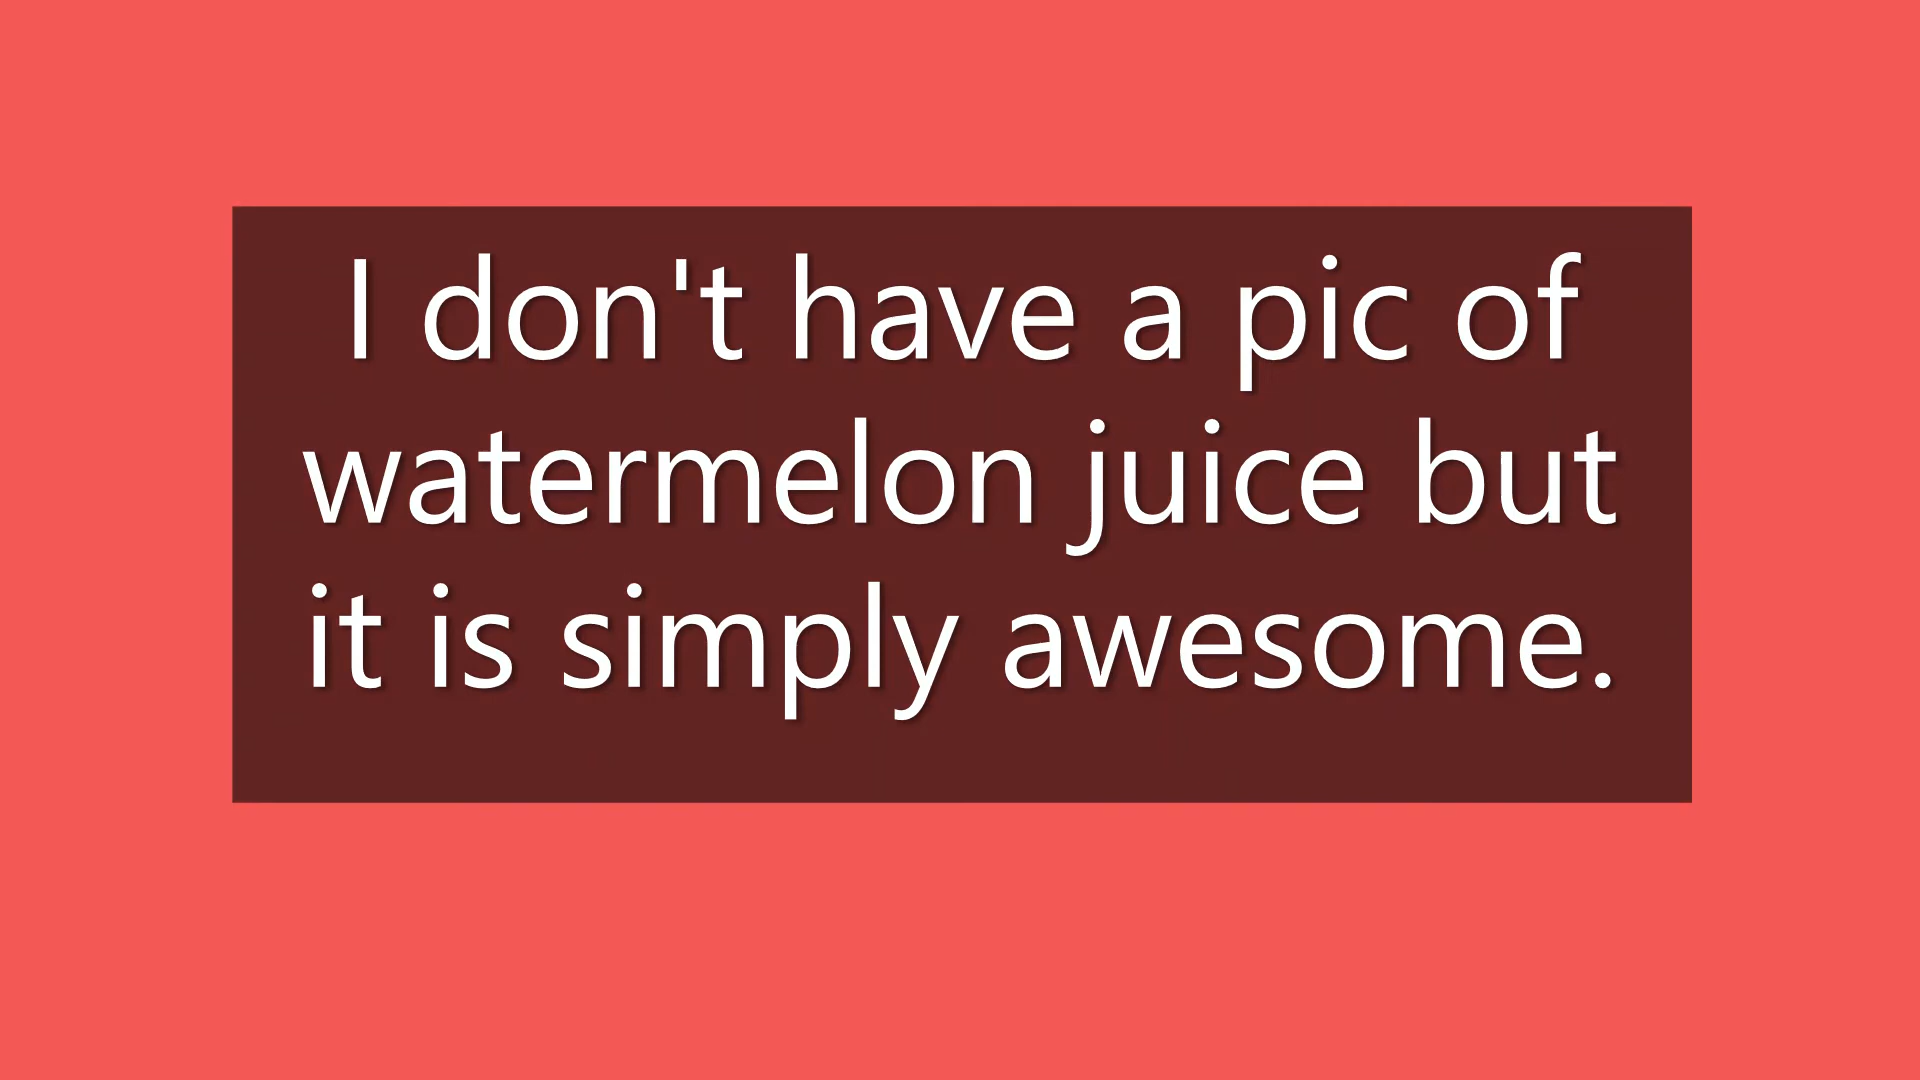 I don't have a pic of
watermelon juice but
it is simply awesome.